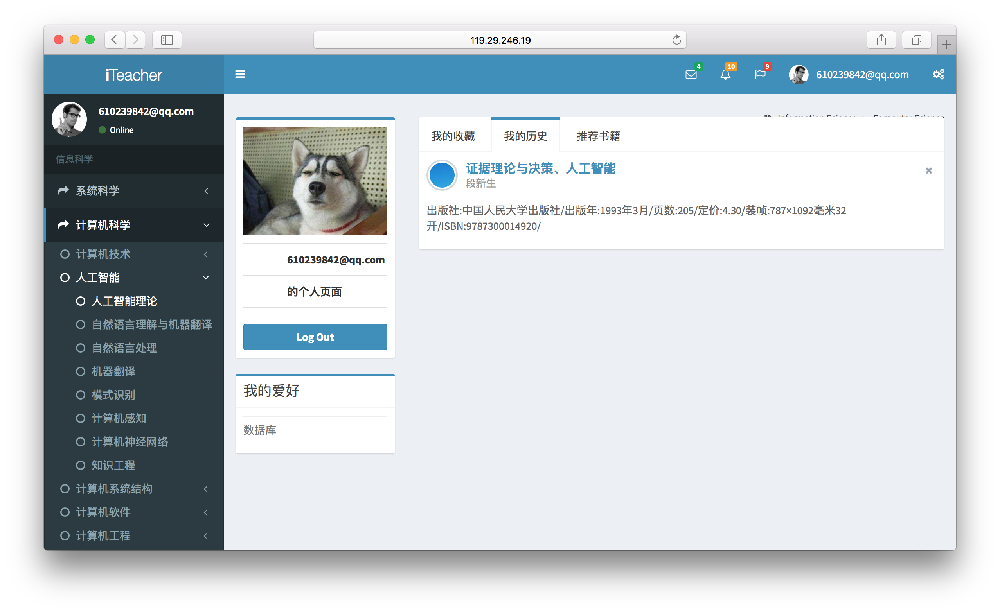 119.29.246.19
iTeacher
4
10
9
610239842@qq.com
610239842@qq.com
Online
信息科学
系统科学
计算机科学
计算机技术
人工智能
人工智能理论
自然语言理解与机器翻译
自然语言处理
机器翻译
模式识别
计算机感知
计算机神经网络
知识工程
计算机系统结构
计算机软件
计算机工程
610239842@qq.com
的个人页面
Log Out
我的爱好
数据库
Information Science > Computer Science
我的收藏
我的历史
推荐书籍
证据理论与决策、人工智能
段新生
出版社:中国人民大学出版社/出版年:1993年3月/页数:205/定价:4.30/装帧:787×1092毫米32
开/ISBN:9787300014920/